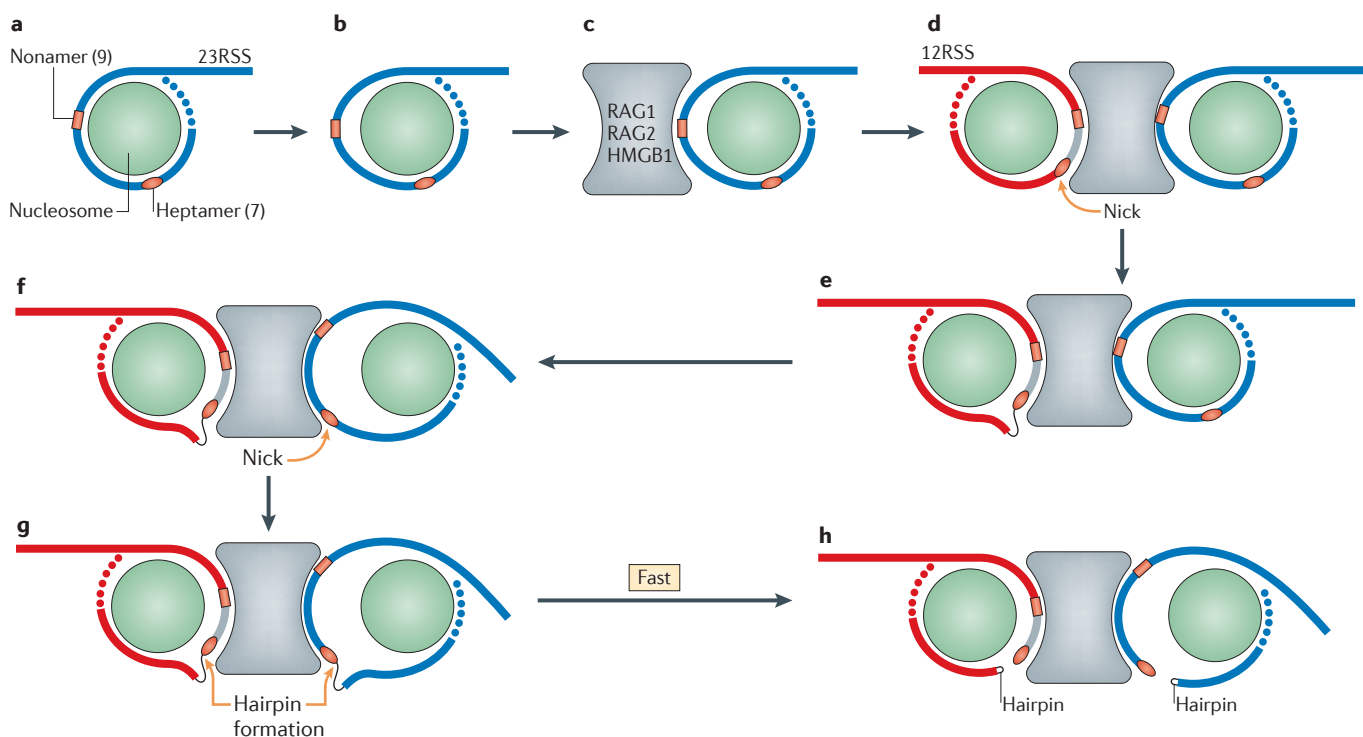 a
b
c
d
Nonamer (9)
23RSS
12RSS
RAG1
RAG2
HMGB1
Nucleosome
Heptamer (7)
Nick
f
e
Nick
g
h
Fast
Hairpin
formation
Hairpin
Hairpin